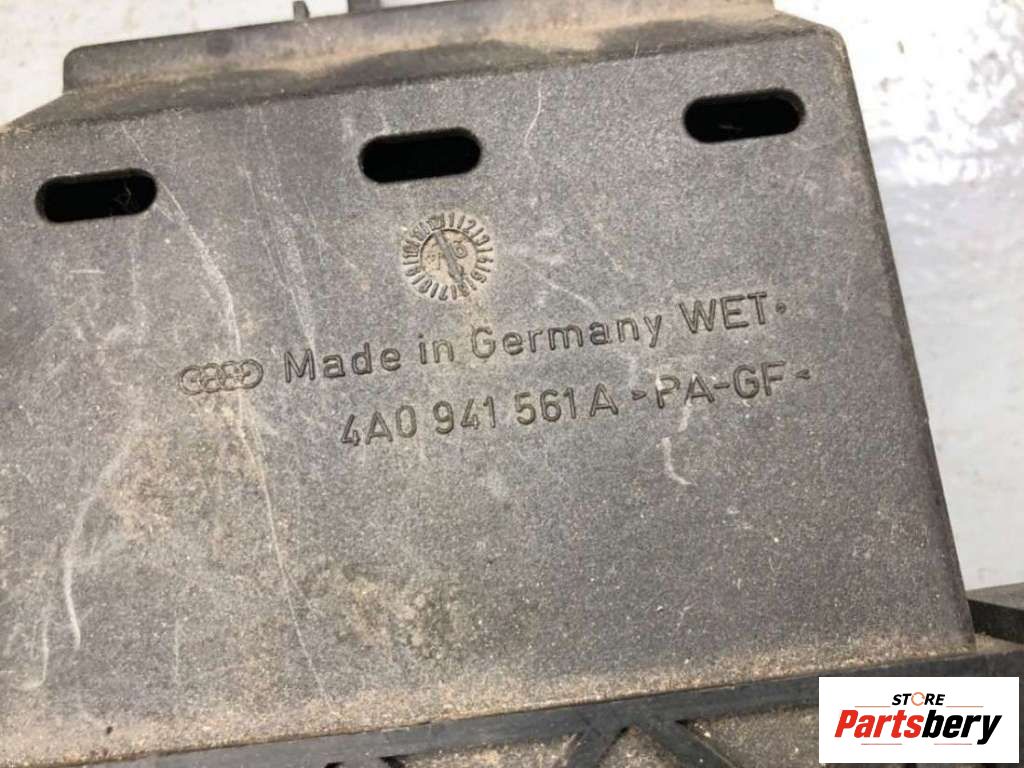 Made in Germany WET.
4A0 941 561 A >PA-GF<
STORE
Partsbery